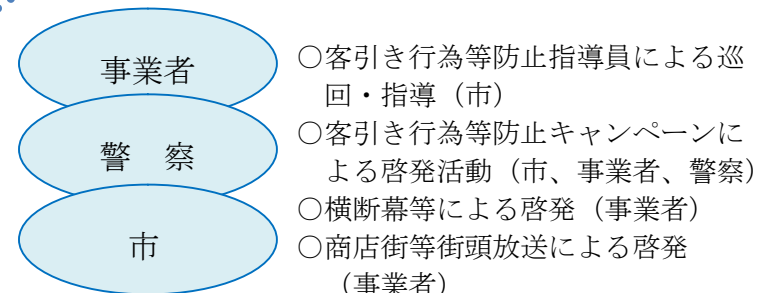 事業者
警　察
市
○客引き行為等防止指導員による巡
回・指導（市）
○客引き行為等防止キャンペーンに
よる啓発活動（市、事業者、警察）
○横断幕等による啓発（事業者）
○商店街等街頭放送による啓発
（事業者）